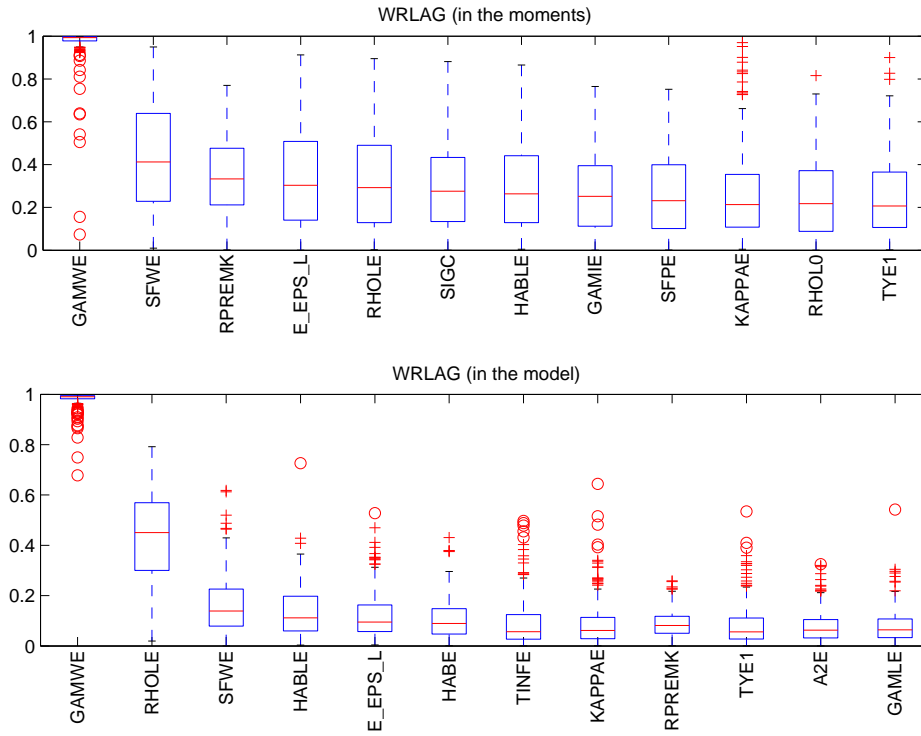 WRLAG (in the moments)
1
0.8
0.6
0.4
0.2
0
GAMWE
SFWE
RPREMK
E_EPS_L
RHOLE
SIGC
HABLE
GAMIE
SFPE
KAPPAE
RHOL0
TYE1
WRLAG (in the model)
1
0.8
0.6
0.4
0.2
0
GAMWE
RHOLE
SFWE
HABLE
E_EPS_L
HABE
TINFE
KAPPAE
RPREMK
TYE1
A2E
GAMLE